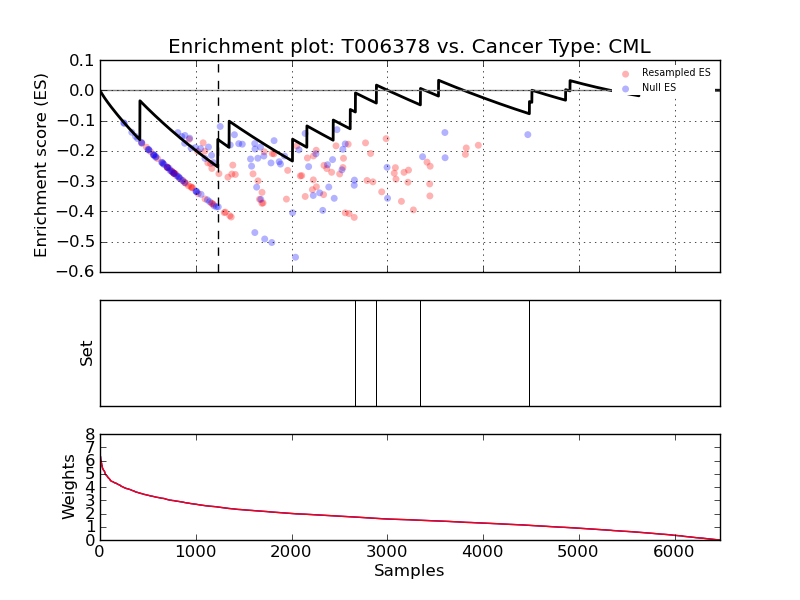 Enrichment plot: T006378 vs. Cancer Type: CML
Enrichment score (ES)
0.1
0.0
−0.1
−0.2
−0.3
−0.4
−0.5
−0.6
Resampled ES
Null ES
Set
Weights
8
7
6
5
4
3
2
1
0
0 1000 2000 3000 4000 5000 6000
Samples